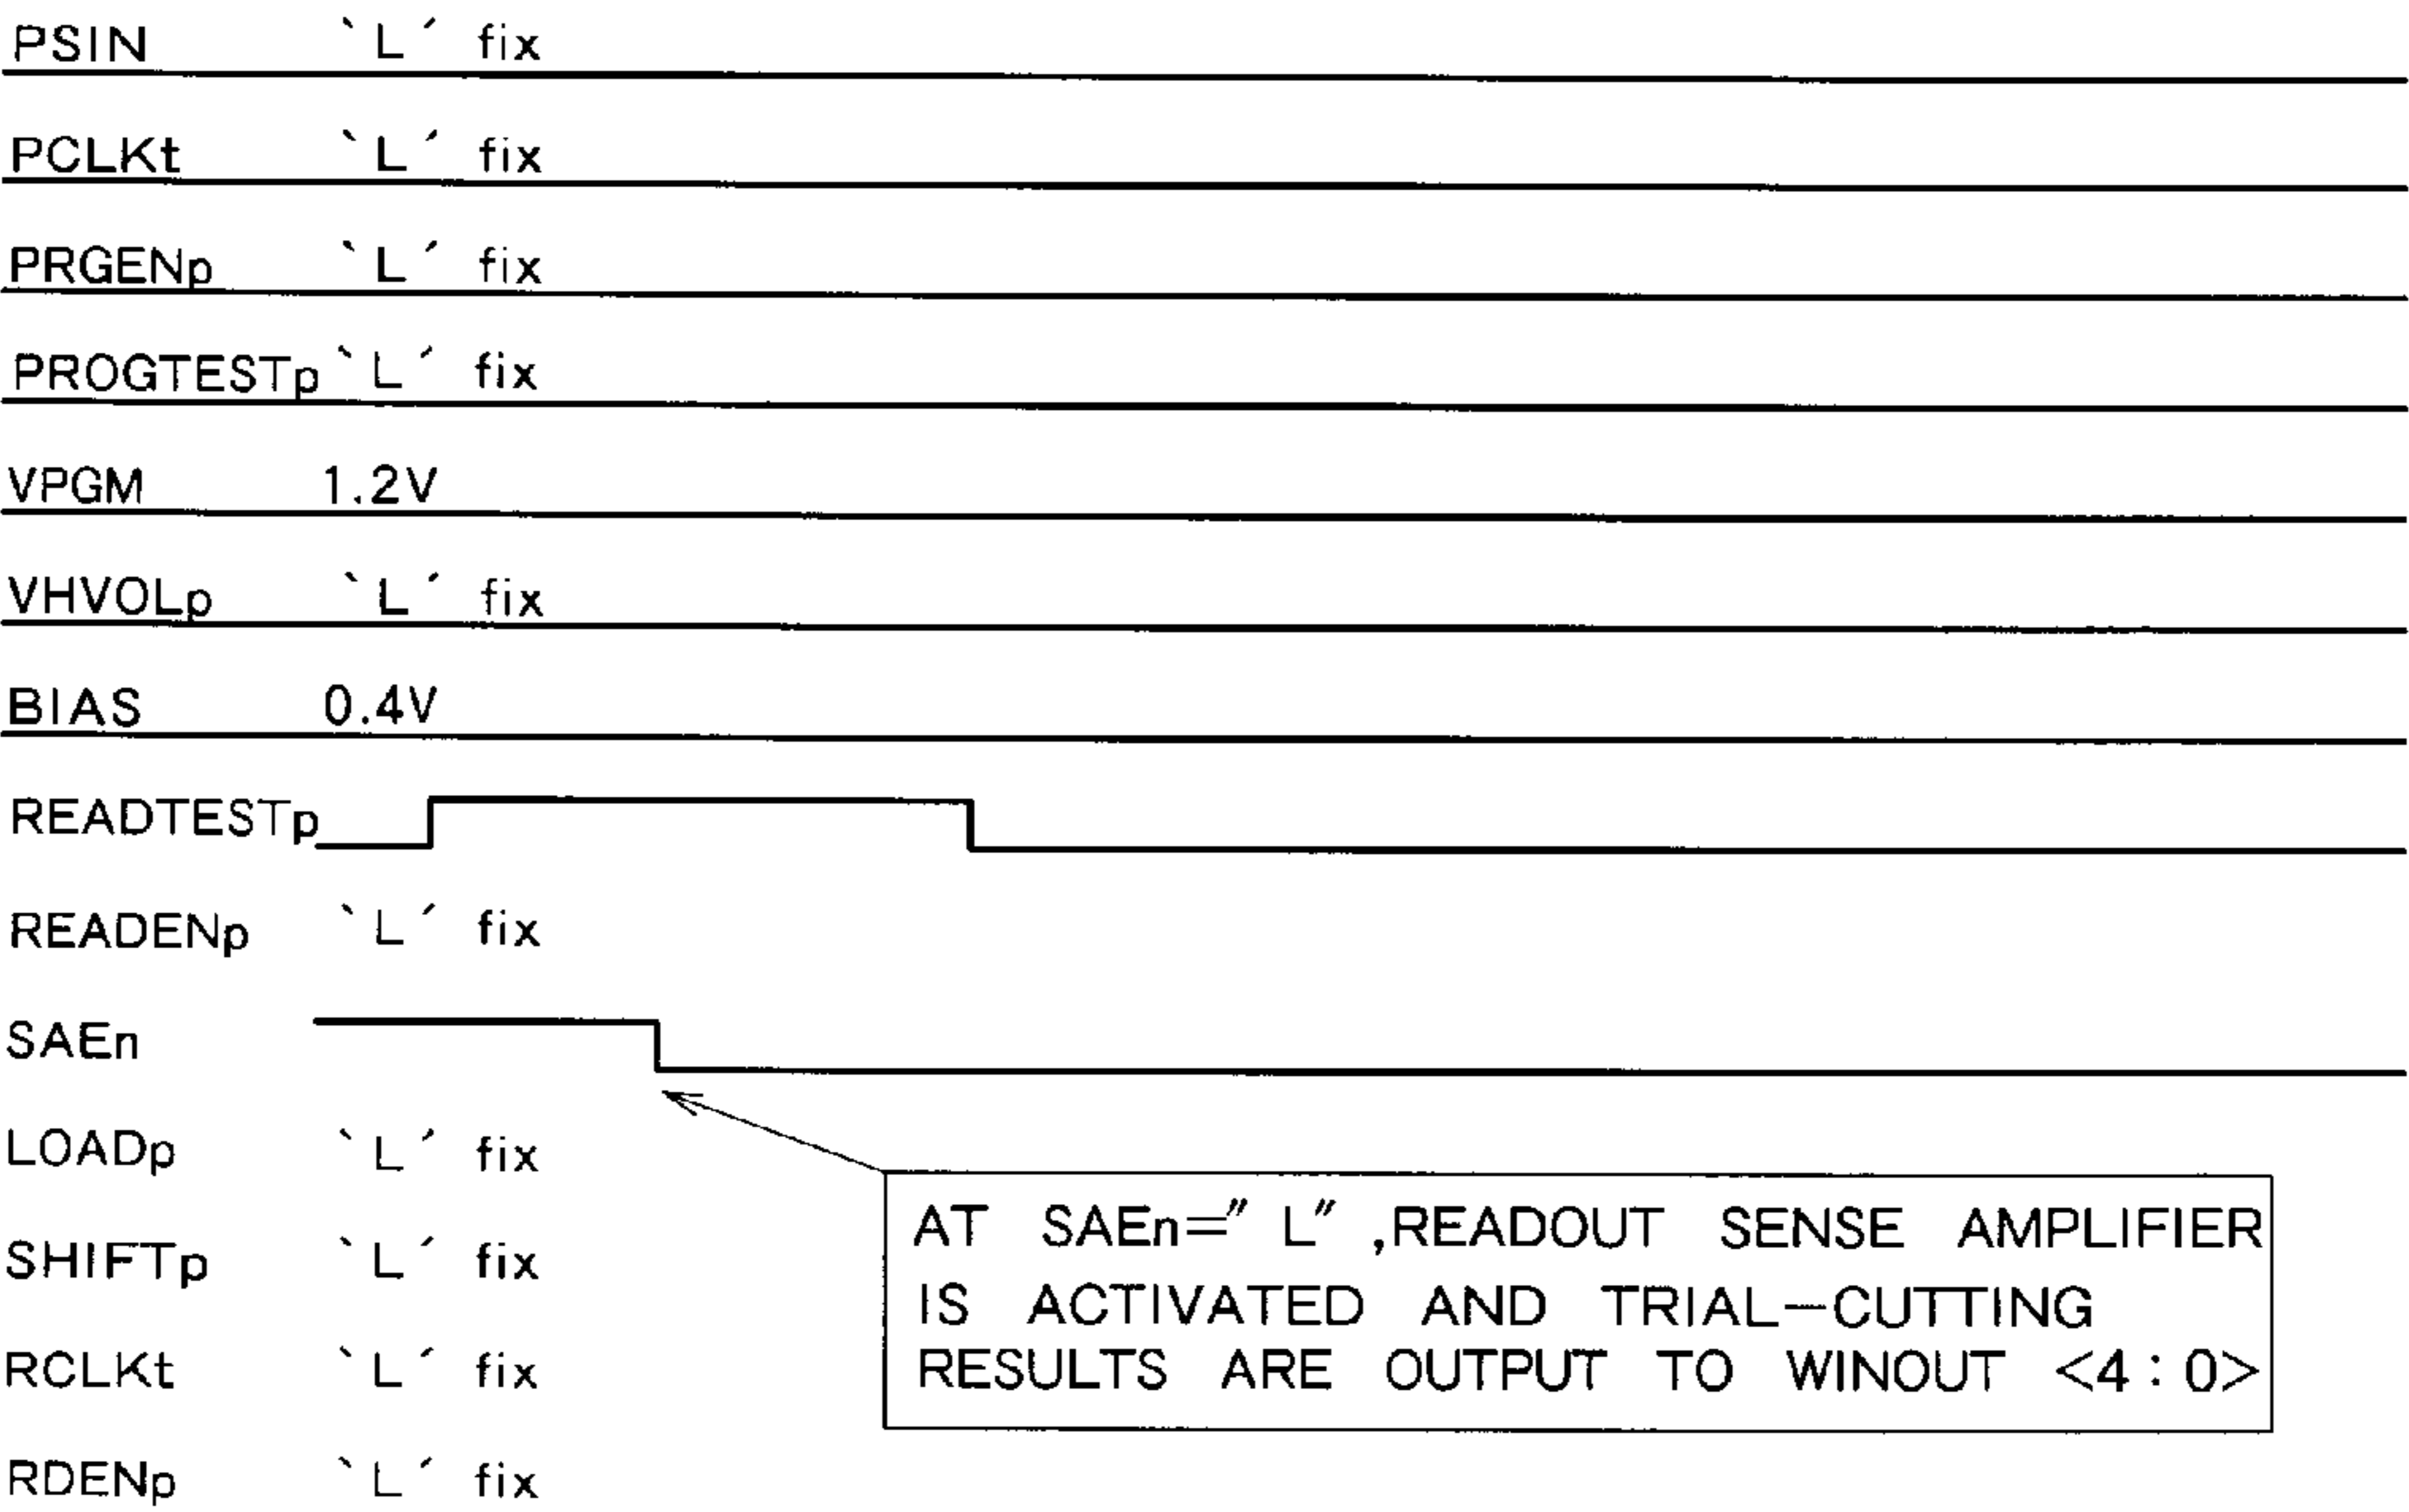 PSIN `L´ fix
PCLKt `L´ fix
PRGENp `L´ fix
PROGTESTp `L´ fix
VPGM 1.2V
VHVOLp `L´ fix
BIAS 0.4V
READTESTp
READENp `L´ fix
SAEn
LOADp `L´ fix
SHIFTp `L´ fix
RCLKt `L´ fix
RDENp `L´ fix
AT SAEn=″ L″ ,READOUT SENSE AMPLIFIER
IS ACTIVATED AND TRIAL-CUTTING
RESULTS ARE OUTPUT TO WINOUT <4 : 0>